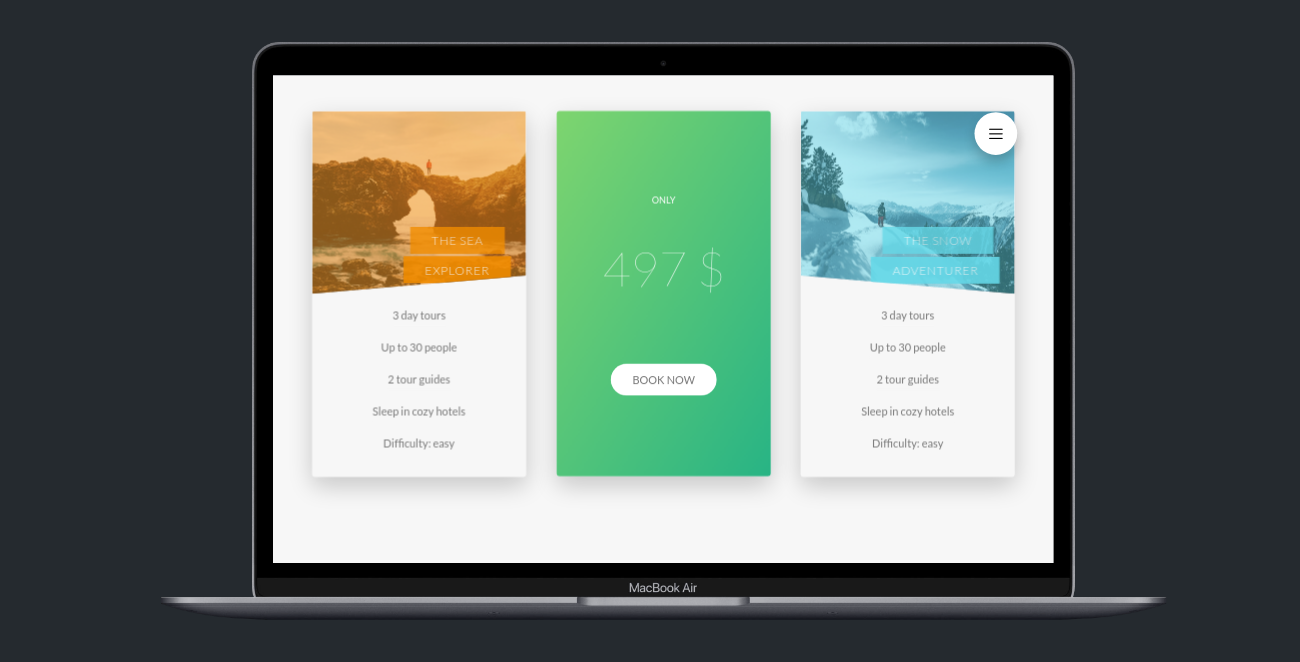 THE SEA
EXPLORER
3 day tours
Up to 30 people
2 tour guides
Sleep in cozy hotels
Difficulty: easy
ONLY
497 $
BOOK NOW
THE SNOW
ADVENTURER
3 day tours
Up to 30 people
2 tour guides
Sleep in cozy hotels
Difficulty: easy
MacBook Air